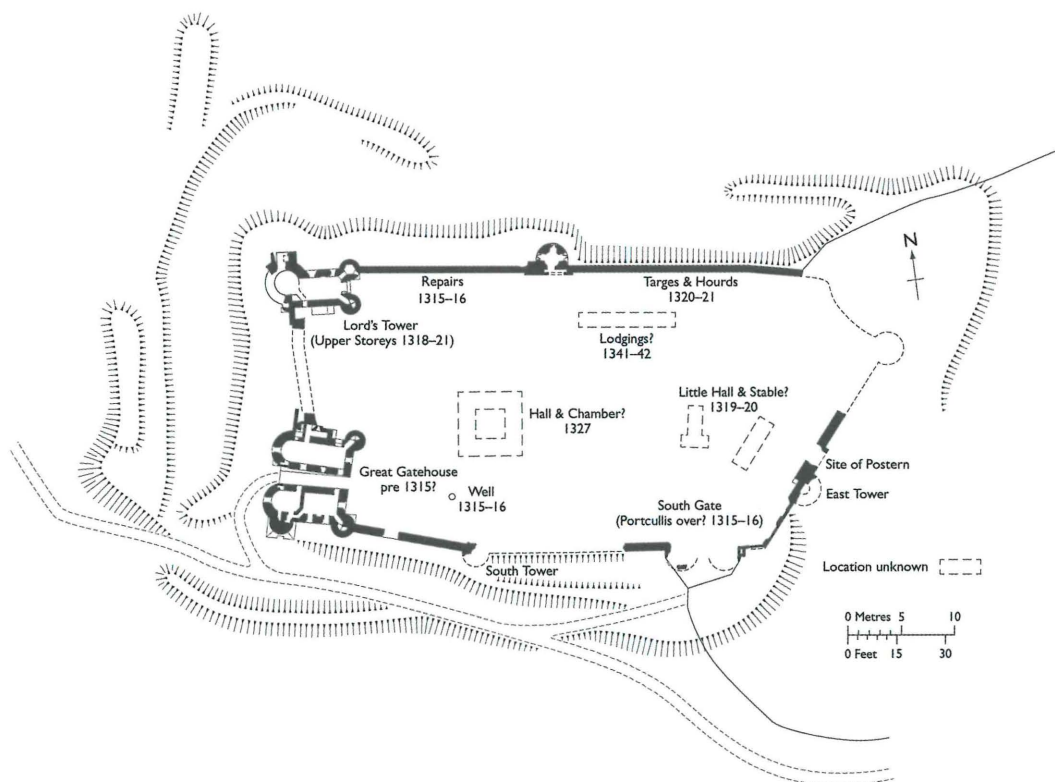 N
Repairs
1315–16
Targes & Hourds
1320–21
Lord's Tower
(Upper Storeys 1318–21)
Lodgings?
1341–42
Little Hall & Stable?
1319–20
Hall & Chamber?
1327
Site of Postern
Great Gatehouse
pre 1315?
Well
1315–16
East Tower
South Gate
(Portcullis over? 1315–16)
South Tower
Location unknown
0 Metres 5 10
0 Feet 15 30